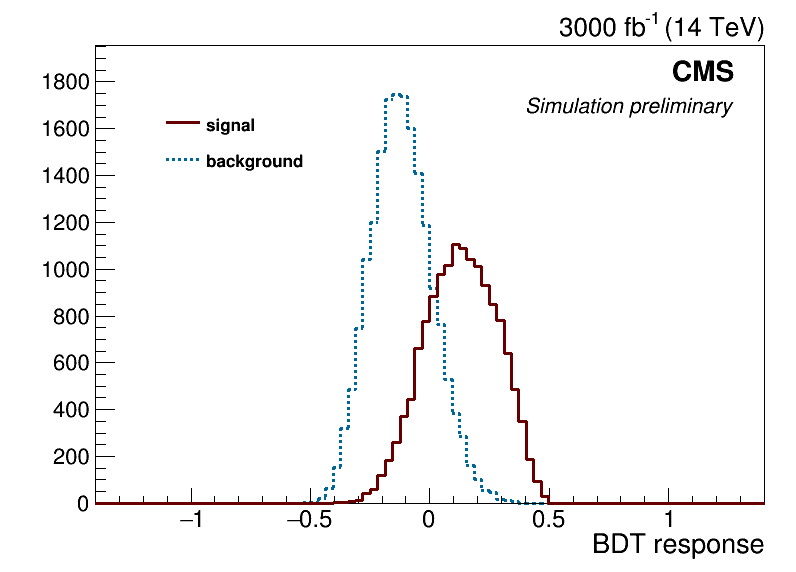 3000 fb⁻¹ (14 TeV)
CMS
Simulation preliminary
signal
background
1800
1600
1400
1200
1000
800
600
400
200
0
−1 −0.5 0 0.5 1
BDT response